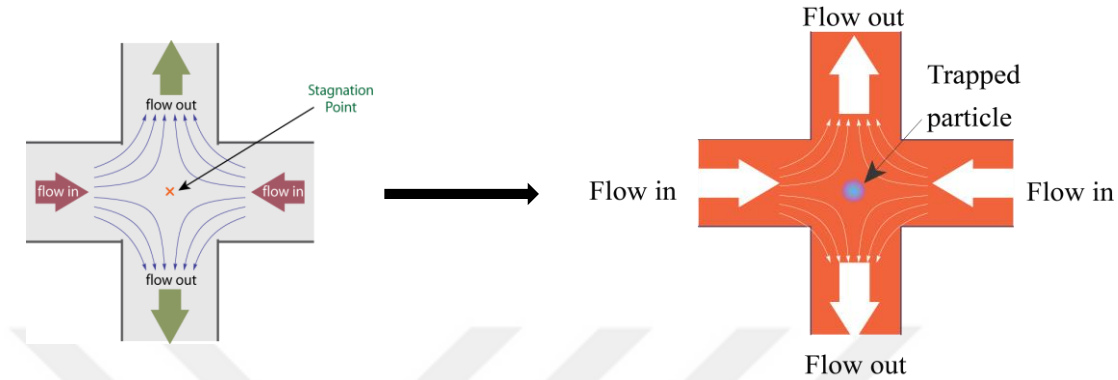 flow out
Stagnation
Point
flow in
flow in
flow out
Flow out
Trapped
particle
Flow in
Flow in
Flow out